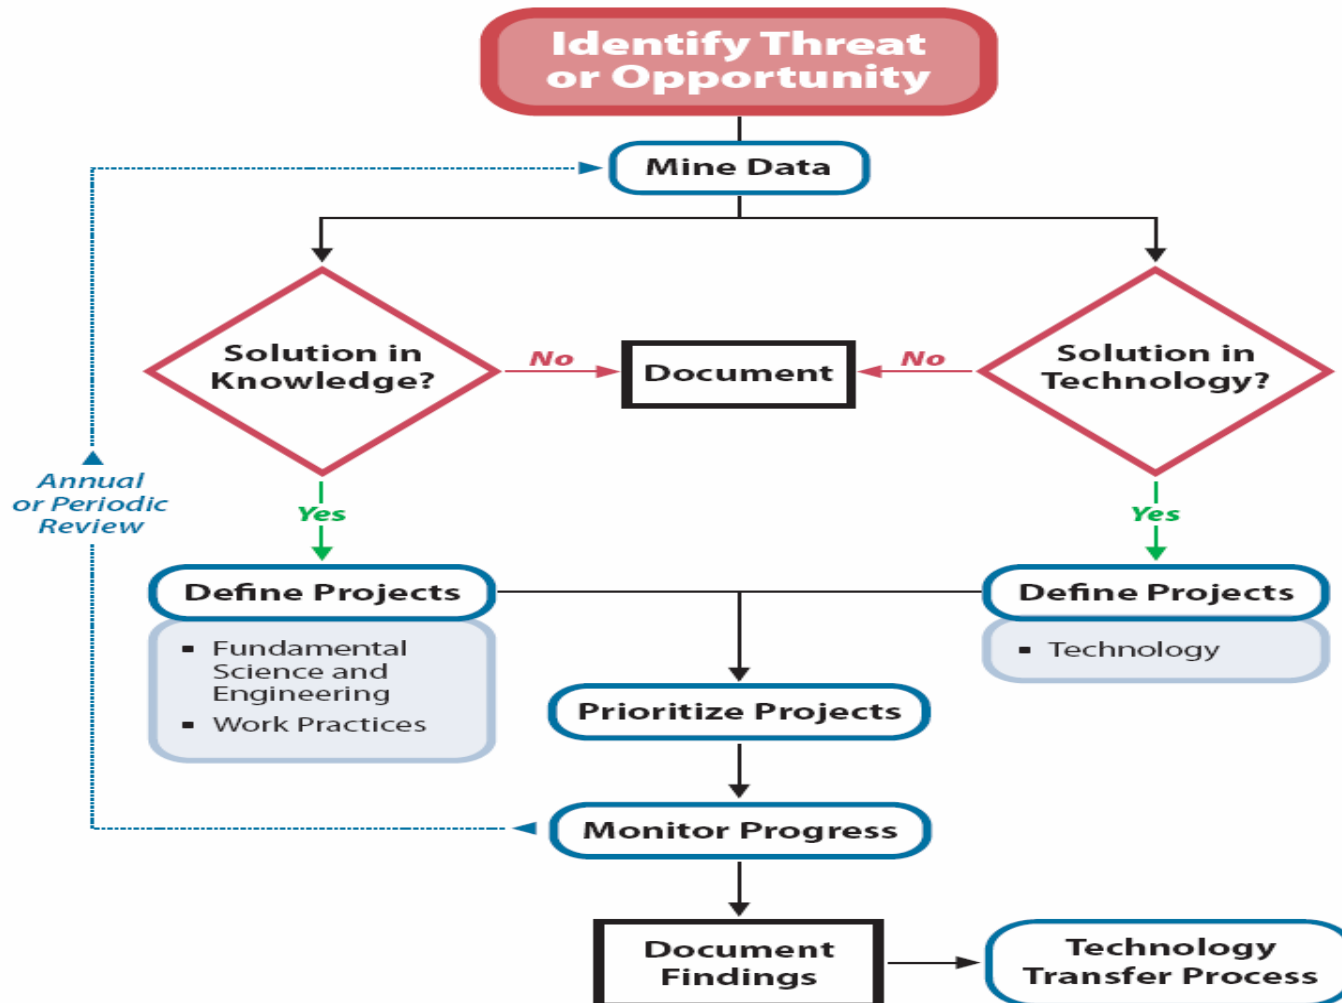 Identify Threat
or Opportunity
Mine Data
Solution in
Knowledge?
No
Document
No
Solution in
Technology?
Annual
or Periodic
Review
Yes
Yes
Define Projects
Define Projects
▪ Fundamental
Science and
Engineering
▪ Work Practices
▪ Technology
Prioritize Projects
Monitor Progress
Document
Findings
Technology
Transfer Process